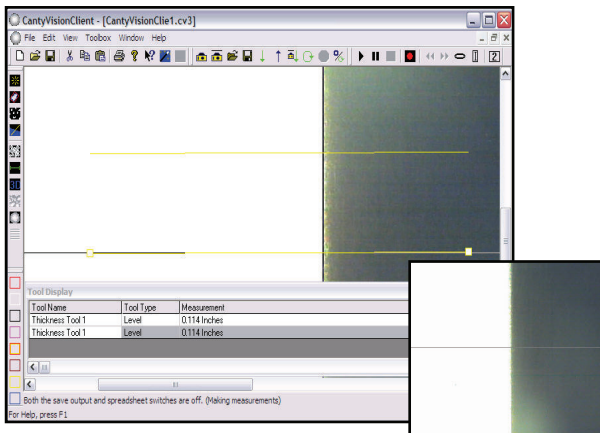 CantyVisionClient - [CantyVisionClie1.cv3]
File Edit View Toolbox Window Help
3D
Tool Display
Tool Name Tool Type Measurement
Thickness Tool 1 Level 0.114 Inches
Thickness Tool 1 Level 0.114 Inches
Both the save output and spreadsheet switches are off. (Making measurements)
For Help, press F1